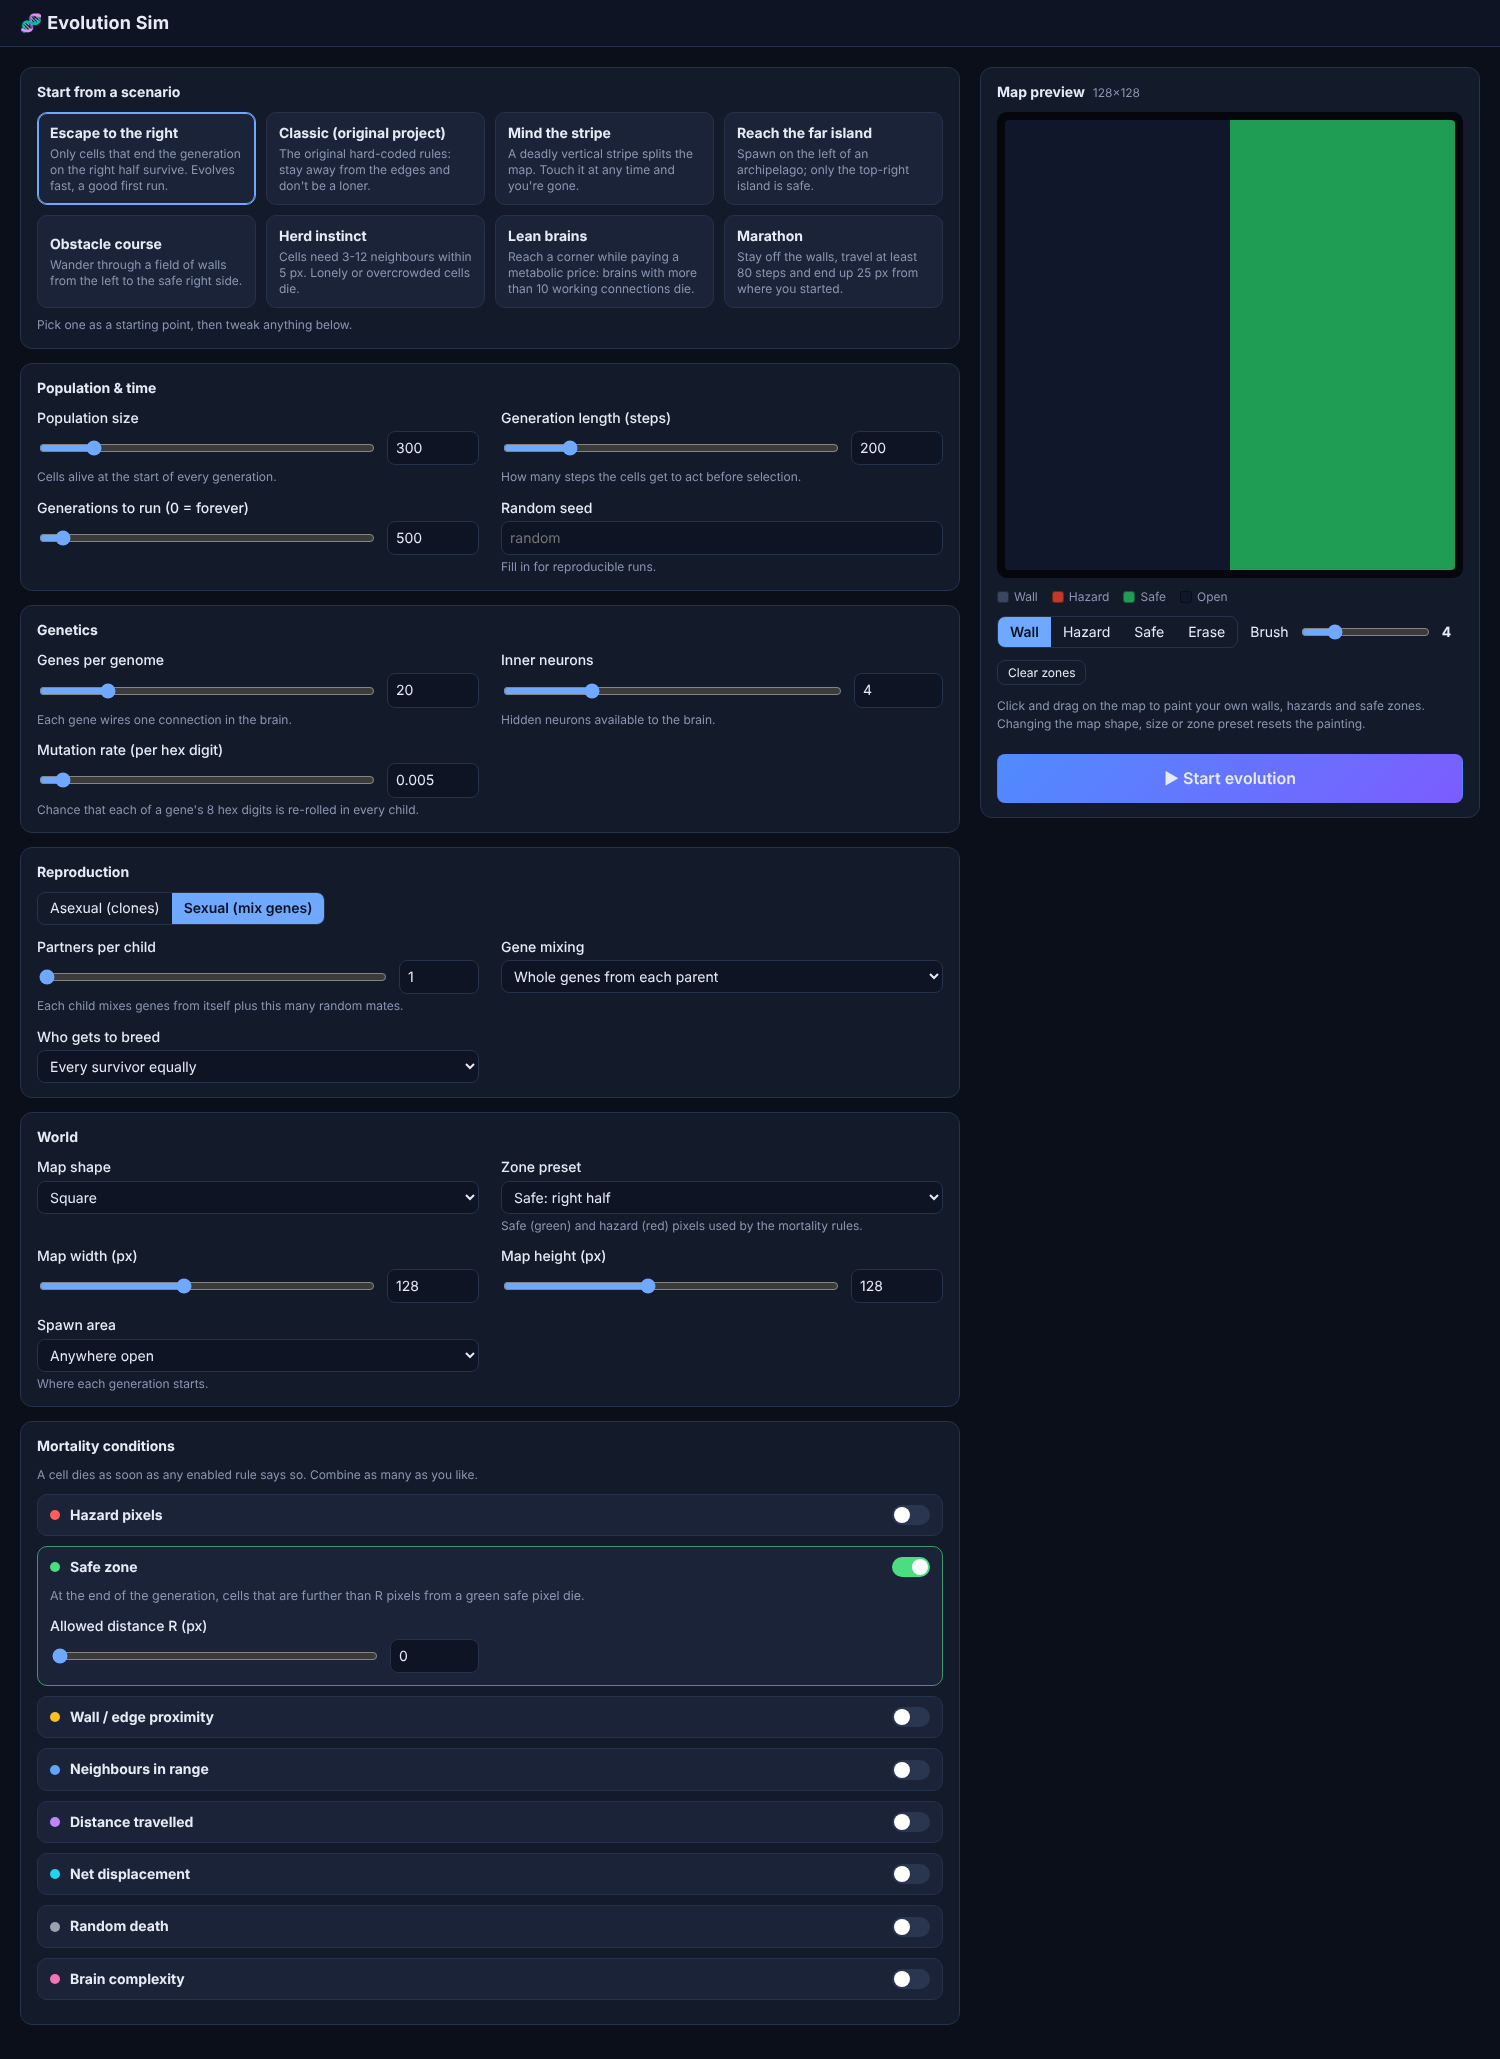 🧬 Evolution Sim
Start from a scenario
Escape to the right
Only cells that end the generation
on the right half survive. Evolves
fast, a good first run.
Classic (original project)
The original hard-coded rules:
stay away from the edges and
don't be a loner.
Mind the stripe
A deadly vertical stripe splits the
map. Touch it at any time and
you're gone.
Reach the far island
Spawn on the left of an
archipelago; only the top-right
island is safe.
Obstacle course
Wander through a field of walls
from the left to the safe right side.
Herd instinct
Cells need 3-12 neighbours within
5 px. Lonely or overcrowded cells
die.
Lean brains
Reach a corner while paying a
metabolic price: brains with more
than 10 working connections die.
Marathon
Stay off the walls, travel at least
80 steps and end up 25 px from
where you started.
Pick one as a starting point, then tweak anything below.
Population & time
Population size
300
Cells alive at the start of every generation.
Generation length (steps)
200
How many steps the cells get to act before selection.
Generations to run (0 = forever)
500
Random seed
random
Fill in for reproducible runs.
Genetics
Genes per genome
20
Each gene wires one connection in the brain.
Inner neurons
4
Hidden neurons available to the brain.
Mutation rate (per hex digit)
0.005
Chance that each of a gene's 8 hex digits is re-rolled in every child.
Reproduction
Asexual (clones)
Sexual (mix genes)
Partners per child
1
Each child mixes genes from itself plus this many random mates.
Gene mixing
Whole genes from each parent
Who gets to breed
Every survivor equally
World
Map shape
Square
Zone preset
Safe: right half
Safe (green) and hazard (red) pixels used by the mortality rules.
Map width (px)
128
Map height (px)
128
Spawn area
Anywhere open
Where each generation starts.
Mortality conditions
A cell dies as soon as any enabled rule says so. Combine as many as you like.
Hazard pixels
Safe zone
At the end of the generation, cells that are further than R pixels from a green safe pixel die.
Allowed distance R (px)
0
Wall / edge proximity
Neighbours in range
Distance travelled
Net displacement
Random death
Brain complexity
Map preview 128×128
Wall Hazard Safe Open
Wall Hazard Safe Erase Brush 4
Clear zones
Click and drag on the map to paint your own walls, hazards and safe zones.
Changing the map shape, size or zone preset resets the painting.
▶ Start evolution